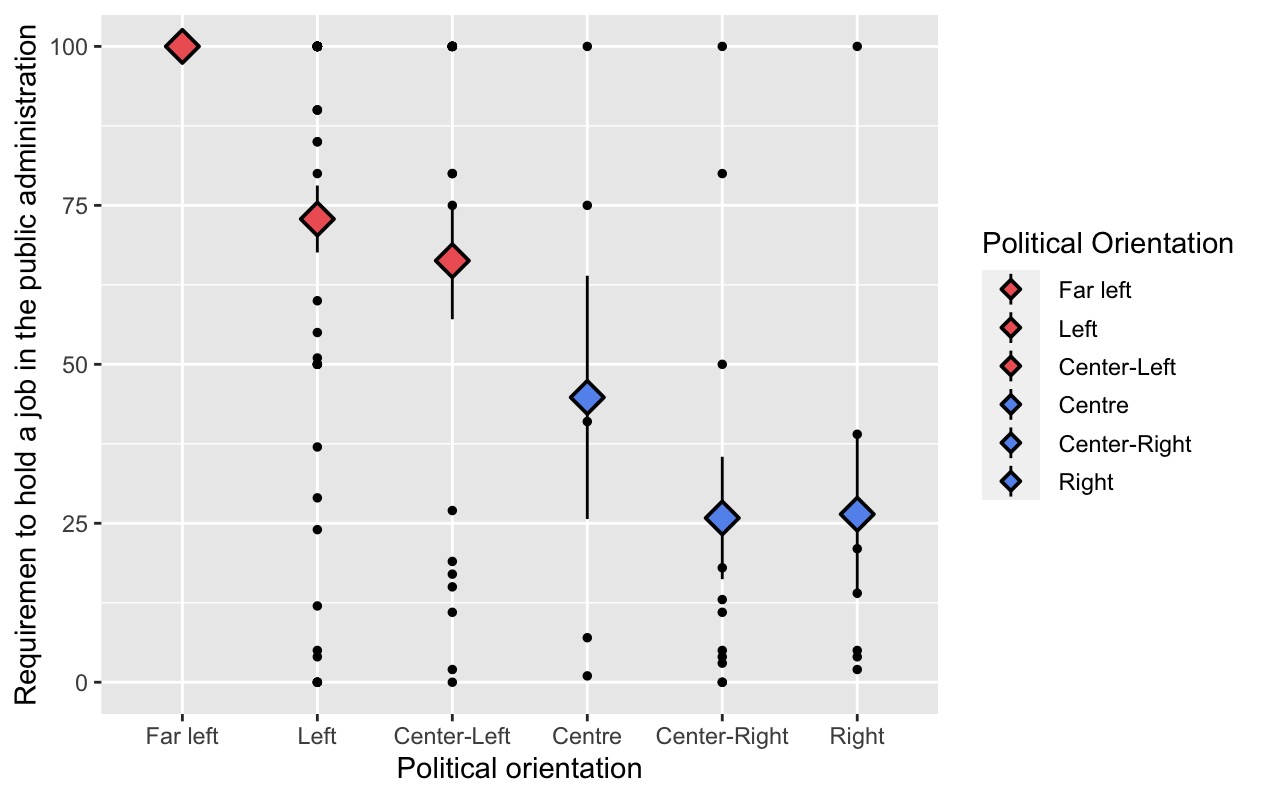 Requiremen to hold a job in the public administration
100
75
50
25
0
Far left
Left
Center-Left
Centre
Center-Right
Right
Political orientation
Political Orientation
Far left
Left
Center-Left
Centre
Center-Right
Right